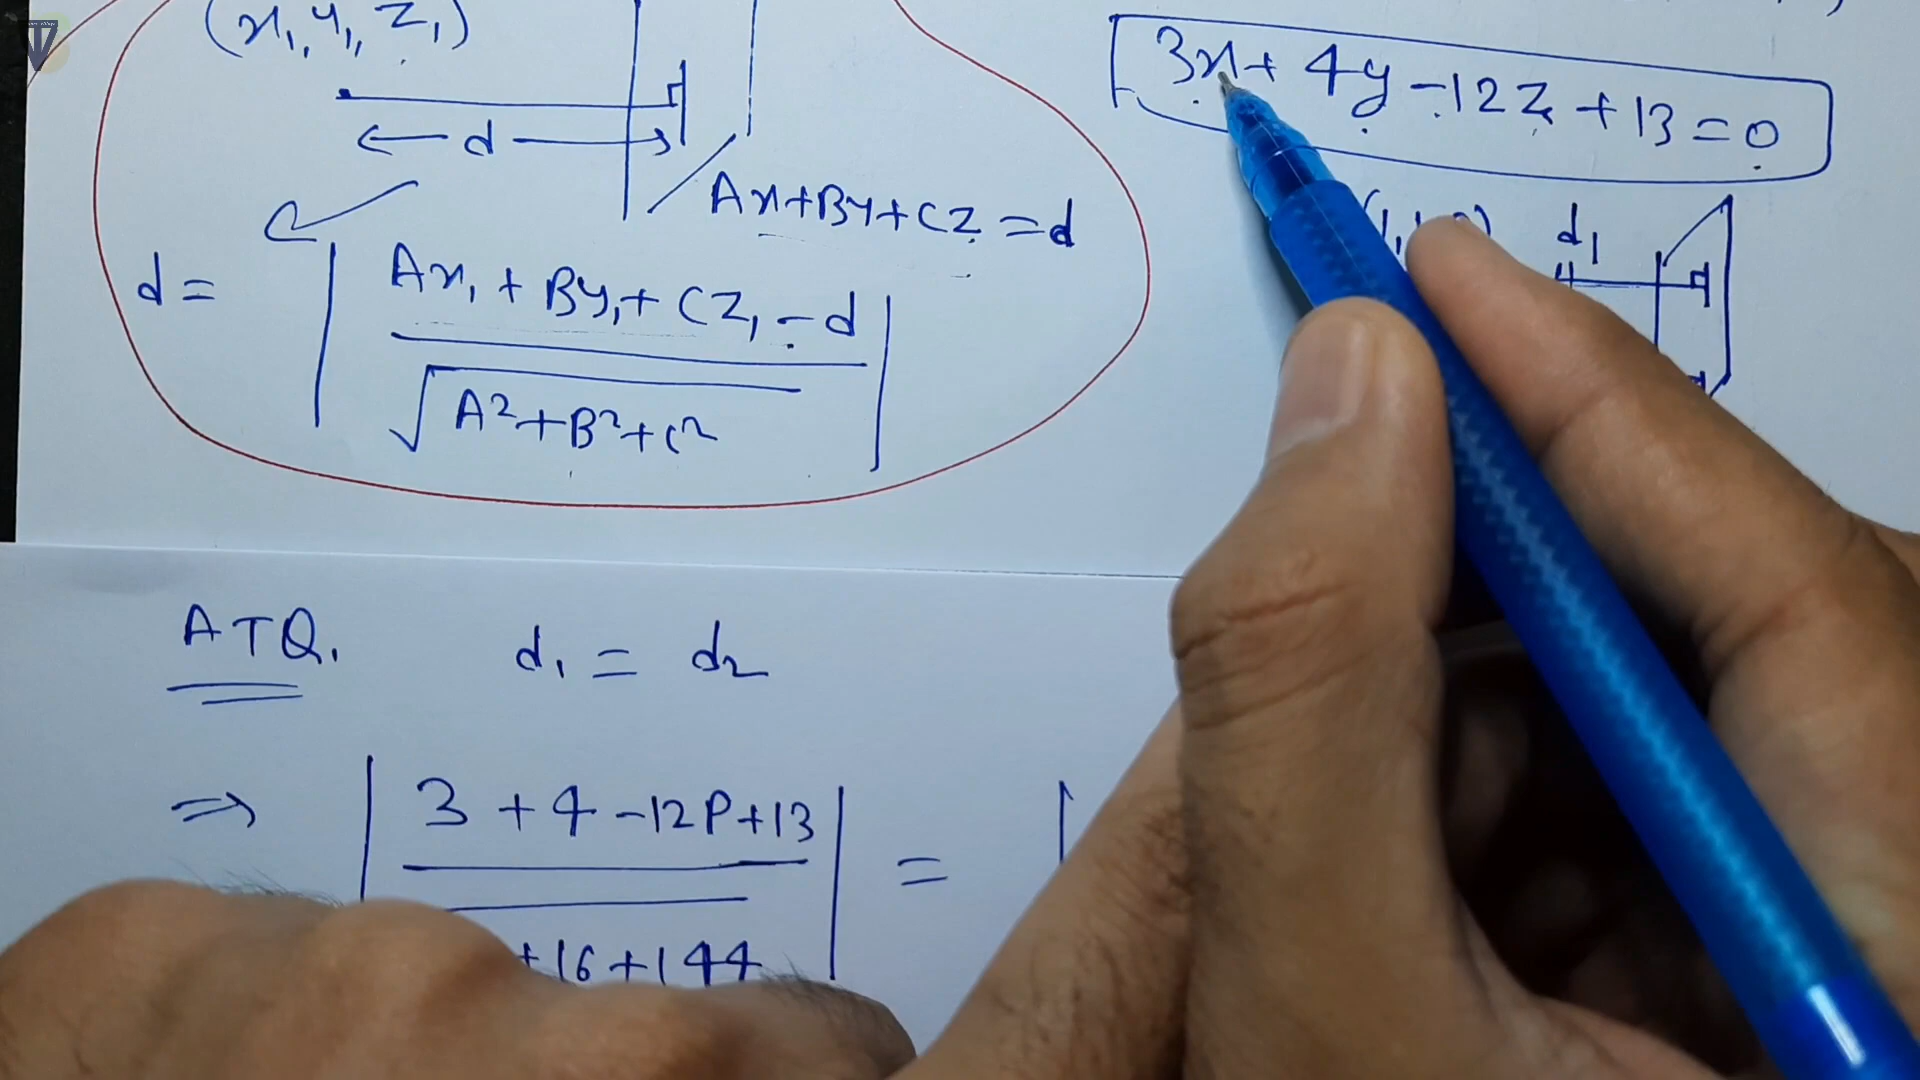 (x₁, y₁, z₁)
d
Ax+By+Cz = d
d = | Ax₁ + By₁ + Cz₁ - d / √A²+B²+C² |
3x + 4y - 12z + 13 = 0
d₁
ATQ. d₁ = d₂
⇒ | 3 + 4 - 12P + 13 | =
+ 16 + 144